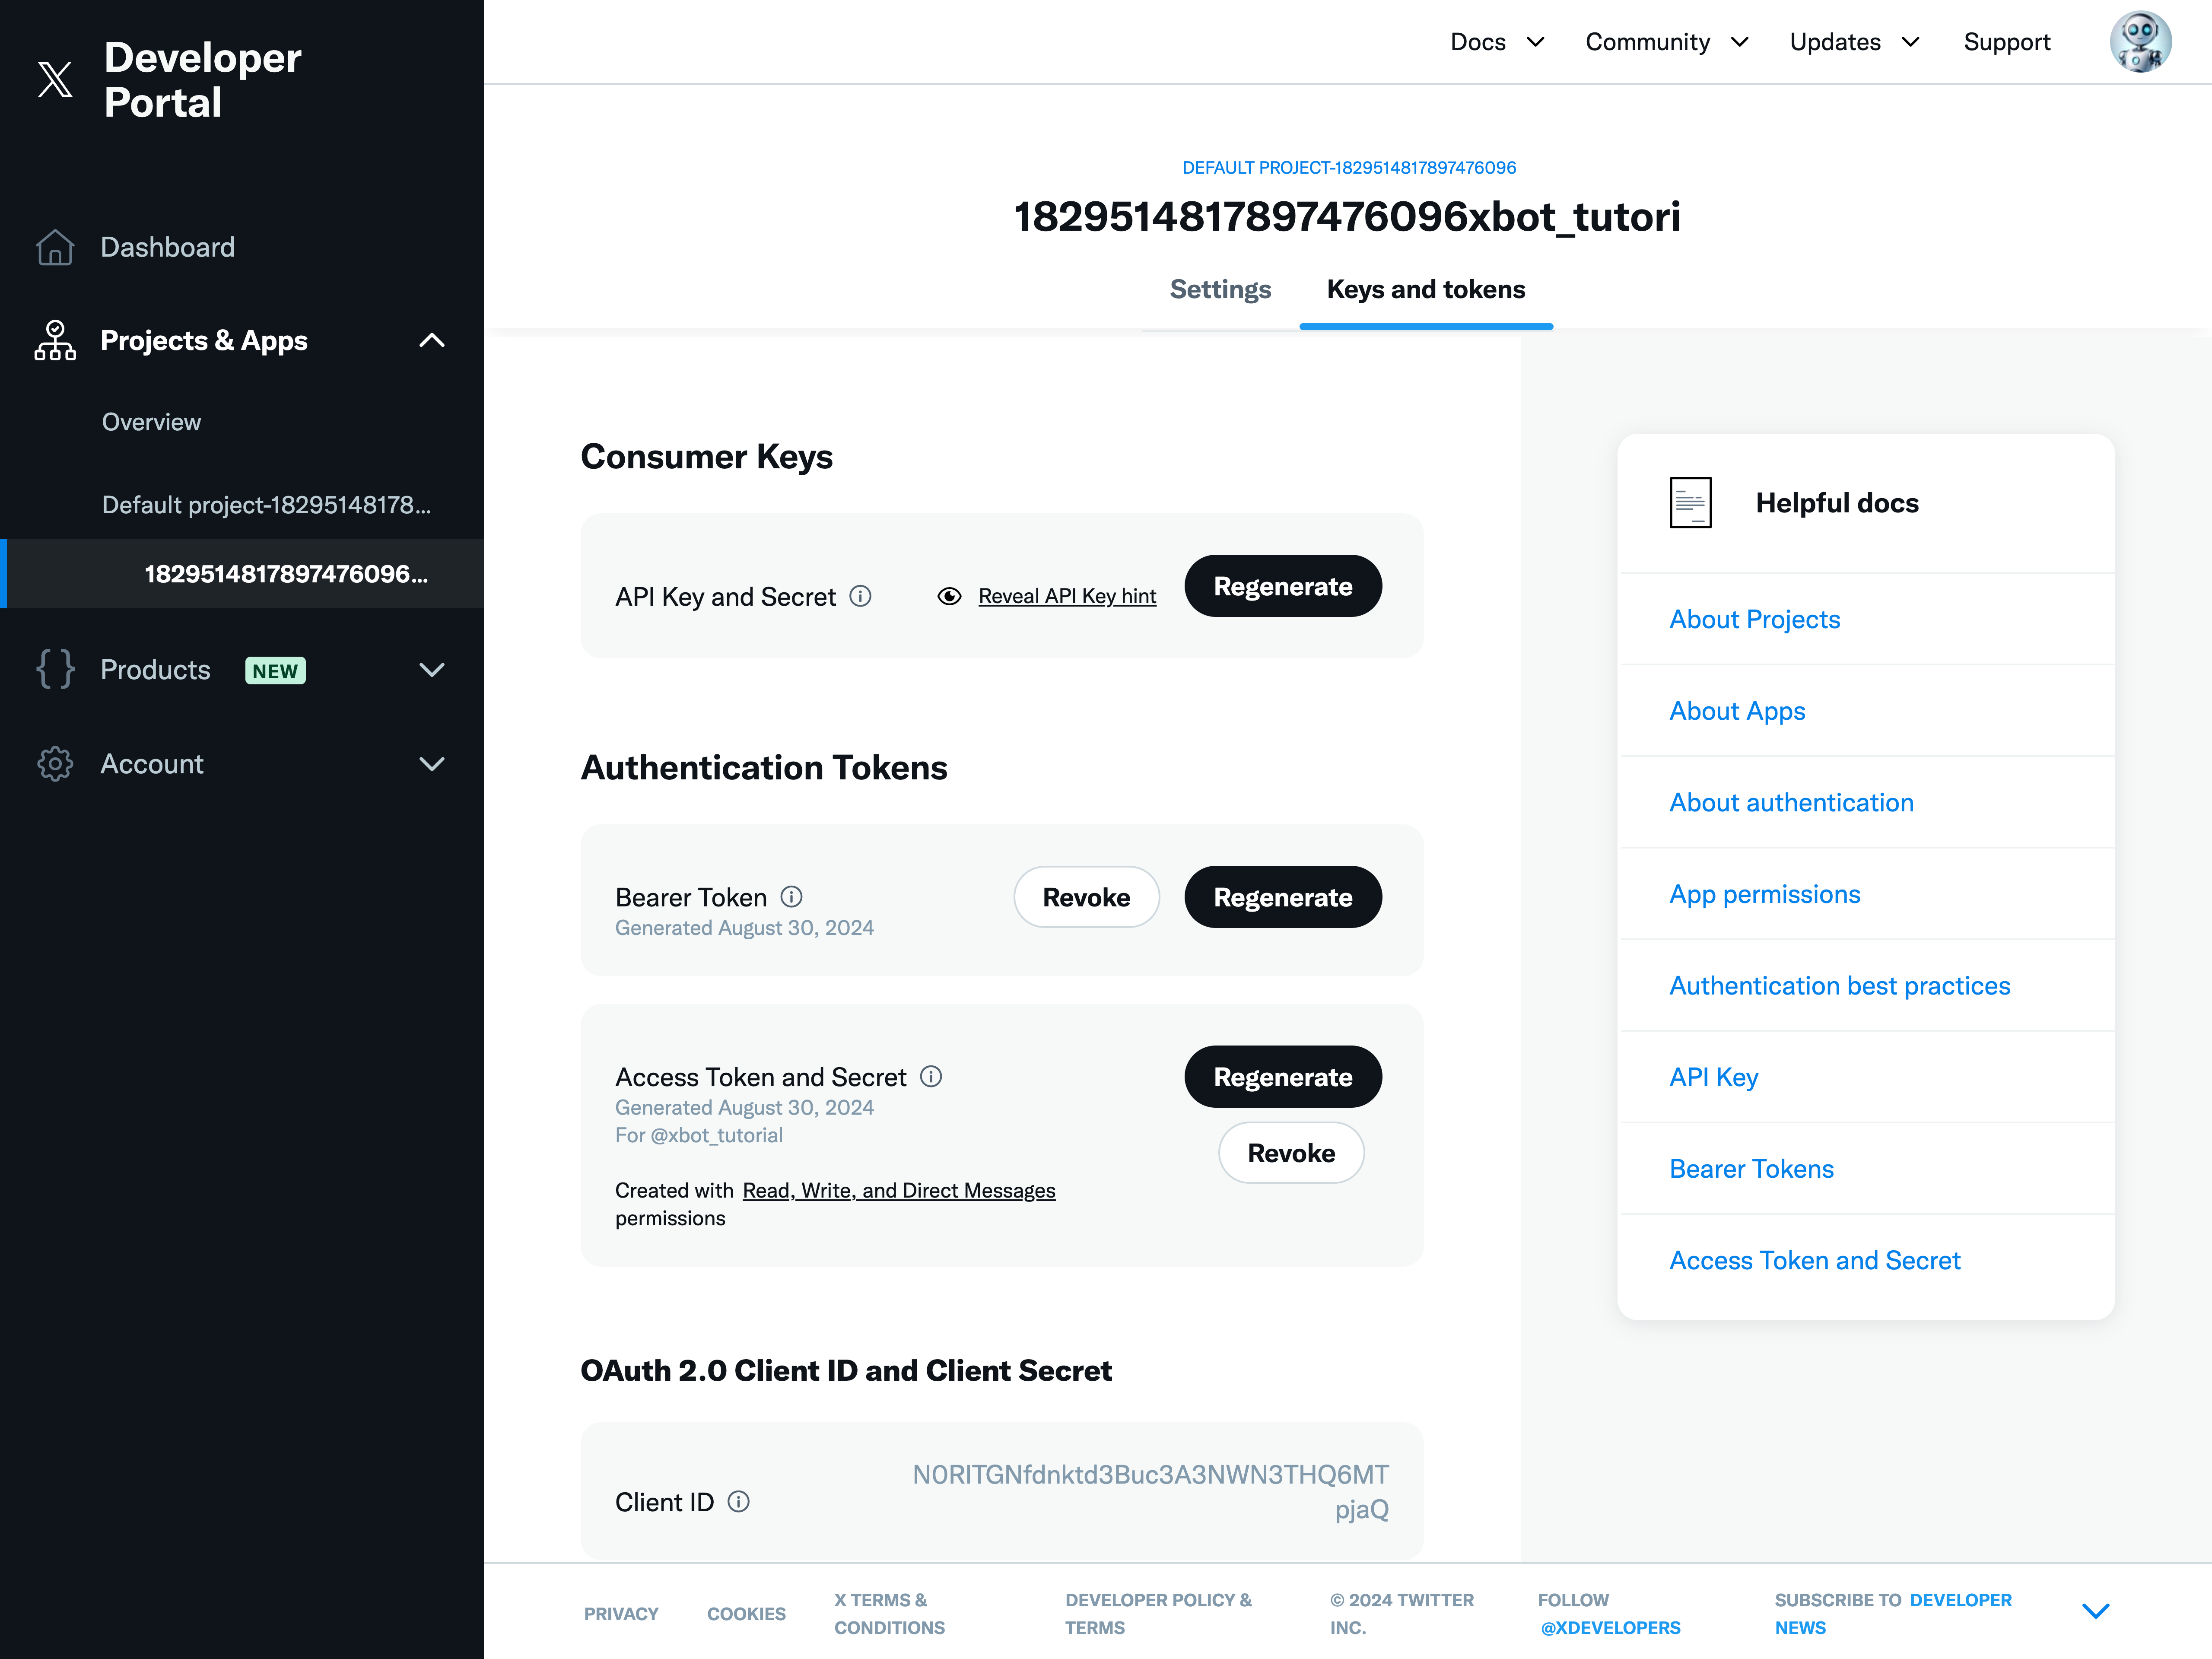 Developer
Portal
Docs
Community
Updates
Support
Dashboard
Projects & Apps
Overview
Default project-18295148178...
1829514817897476096...
Products NEW
Account
DEFAULT PROJECT-1829514817897476096
1829514817897476096xbot_tutori
Settings
Keys and tokens
Consumer Keys
API Key and Secret
Reveal API Key hint
Regenerate
Authentication Tokens
Bearer Token
Generated August 30, 2024
Revoke
Regenerate
Access Token and Secret
Generated August 30, 2024
For @xbot_tutorial
Created with Read, Write, and Direct Messages
permissions
Regenerate
Revoke
OAuth 2.0 Client ID and Client Secret
Client ID
N0RITGNfdnktd3Buc3A3NWN3THQ6MT
pjaQ
Helpful docs
About Projects
About Apps
About authentication
App permissions
Authentication best practices
API Key
Bearer Tokens
Access Token and Secret
PRIVACY
COOKIES
X TERMS &
CONDITIONS
DEVELOPER POLICY &
TERMS
© 2024 TWITTER
INC.
FOLLOW
@XDEVELOPERS
SUBSCRIBE TO DEVELOPER
NEWS